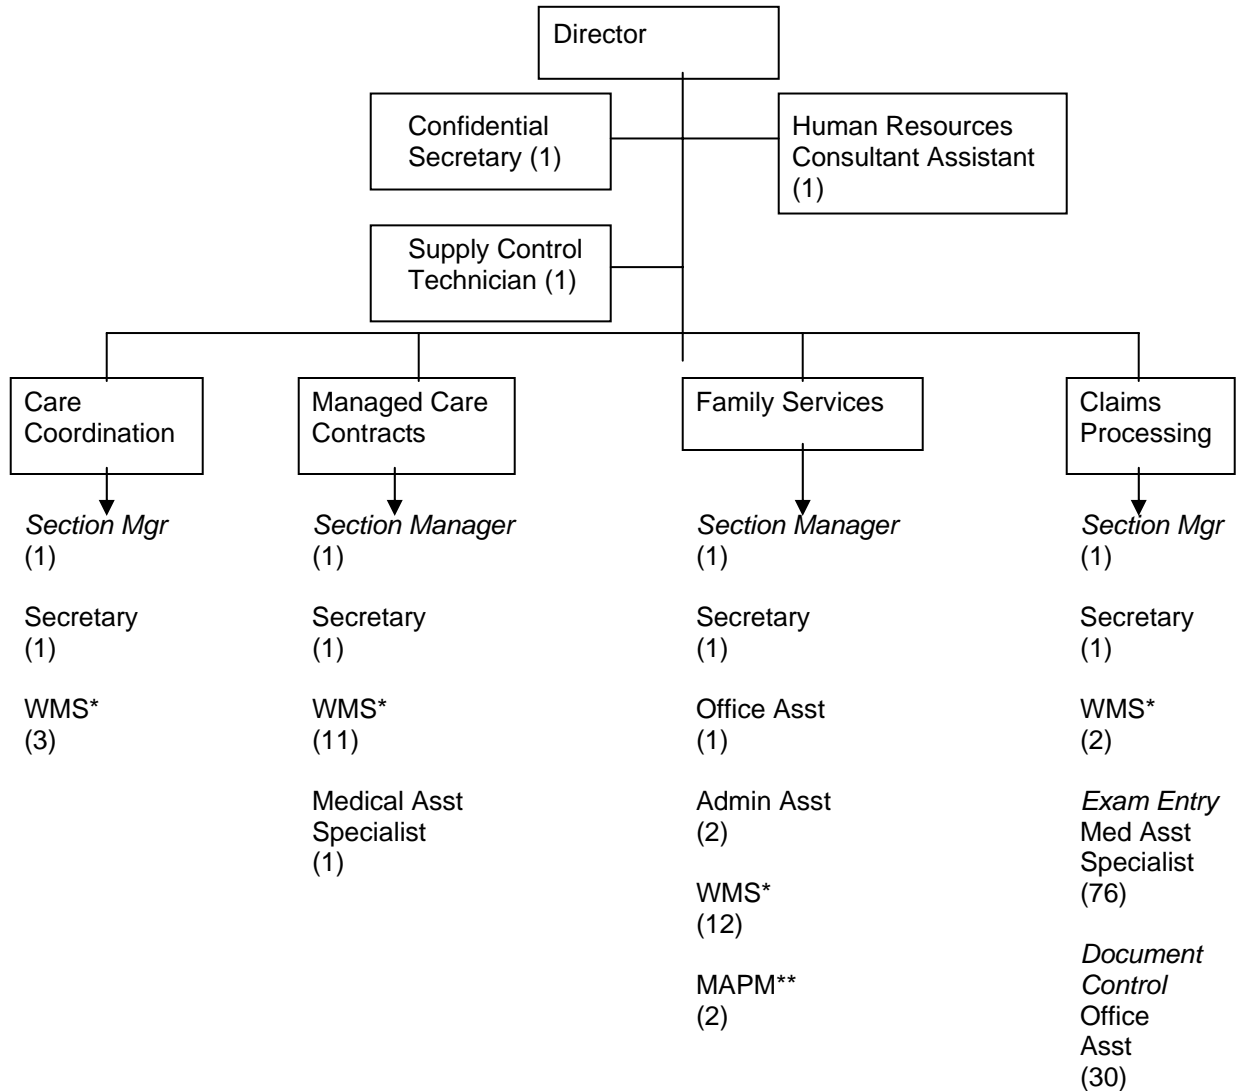 Director
Confidential
Secretary (1)
Human Resources
Consultant Assistant
(1)
Supply Control
Technician (1)
Care
Coordination
Section Mgr
(1)
Secretary
(1)
WMS*
(3)
Managed Care
Contracts
Section Manager
(1)
Secretary
(1)
WMS*
(11)
Medical Asst
Specialist
(1)
Family Services
Section Manager
(1)
Secretary
(1)
Office Asst
(1)
Admin Asst
(2)
WMS*
(12)
MAPM**
(2)
Claims
Processing
Section Mgr
(1)
Secretary
(1)
WMS*
(2)
Exam Entry
Med Asst
Specialist
(76)
Document
Control
Office
Asst
(30)